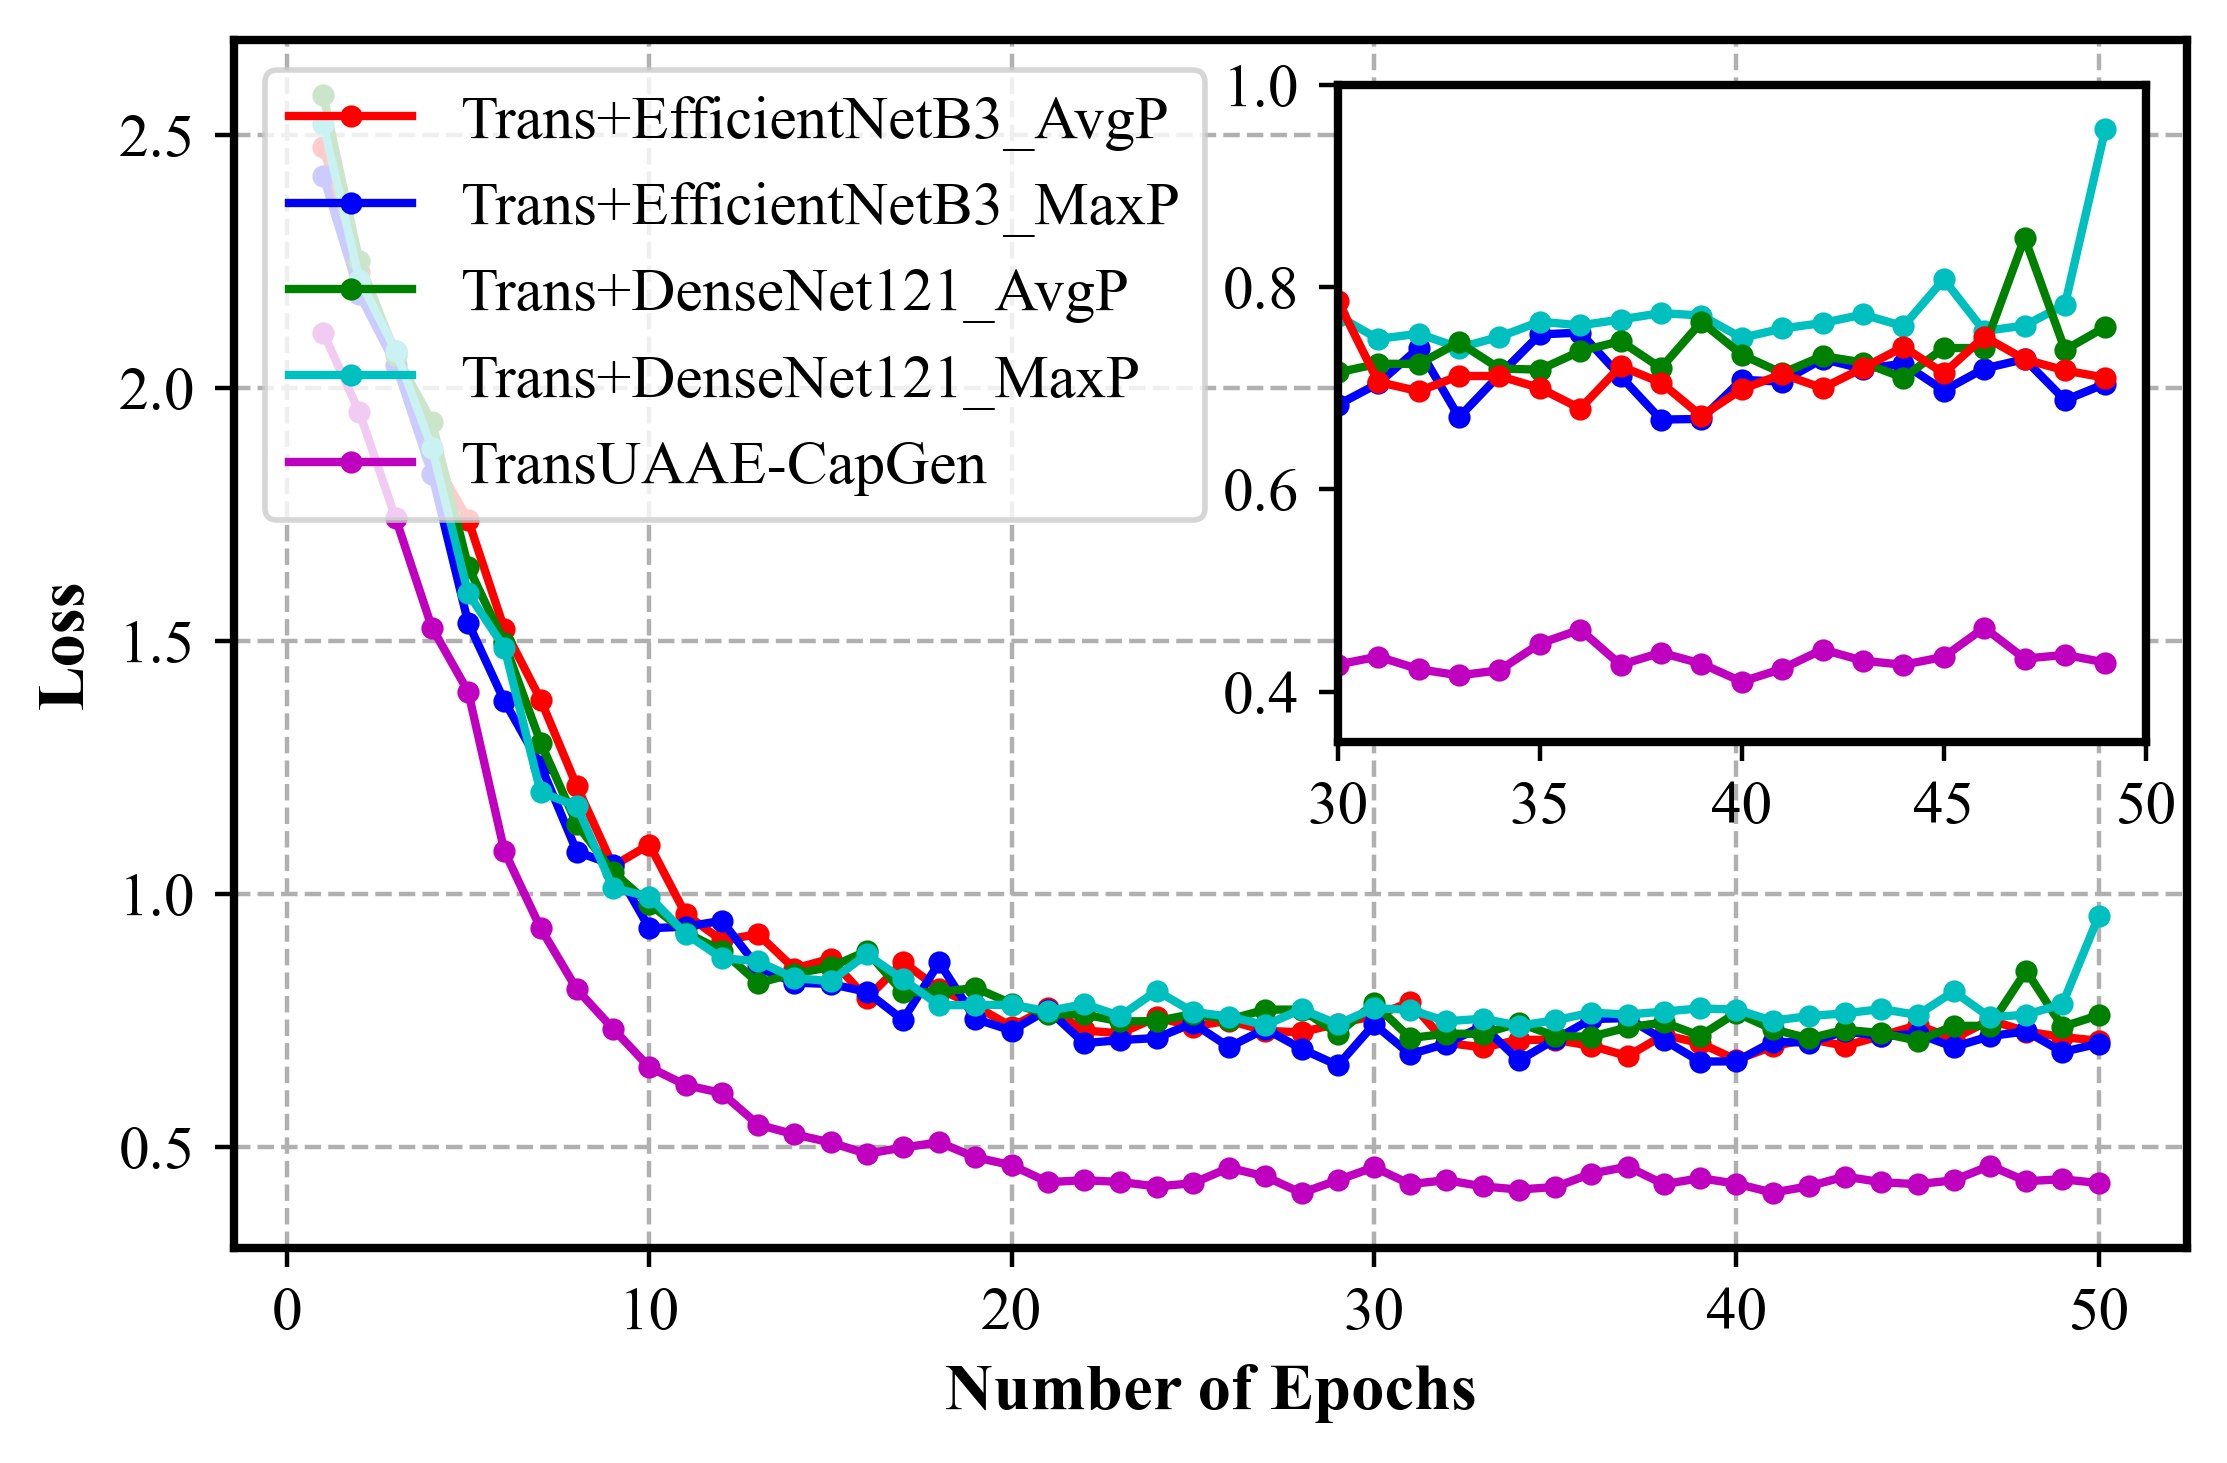 Trans+EfficientNetB3_AvgP
Trans+EfficientNetB3_MaxP
Trans+DenseNet121_AvgP
Trans+DenseNet121_MaxP
TransUAAE-CapGen
1.0
0.8
0.6
0.4
30 35 40 45 50
2.5
2.0
1.5
1.0
0.5
Loss
0 10 20 30 40 50
Number of Epochs